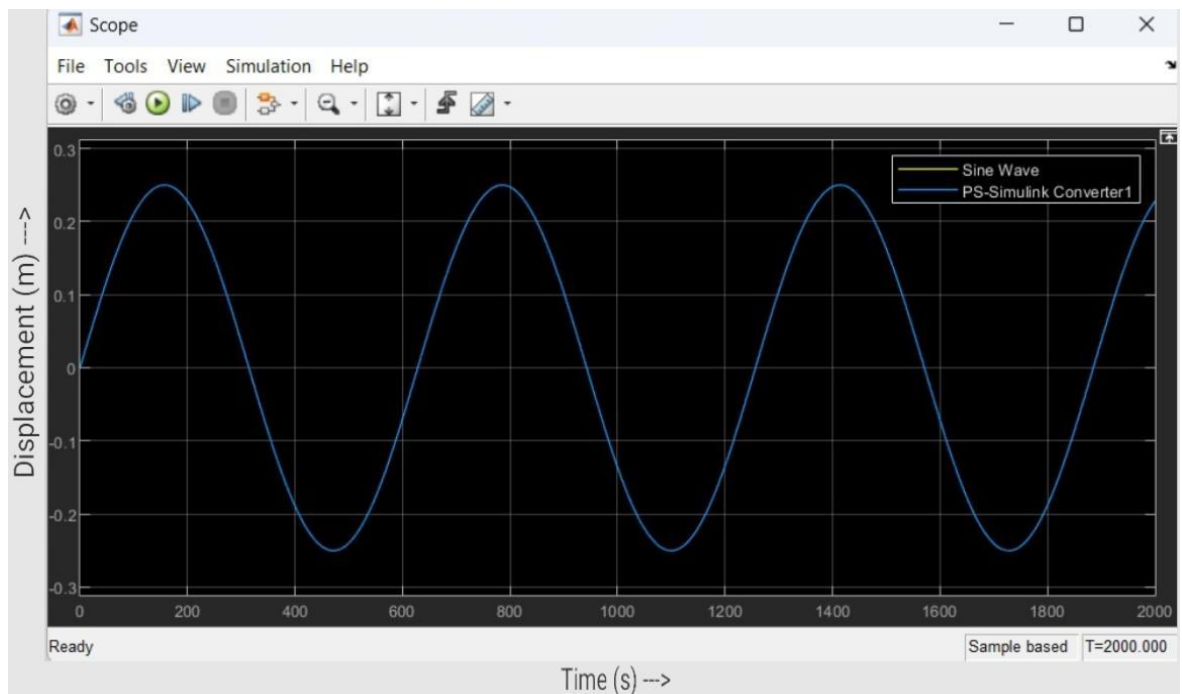 Scope
File Tools View Simulation Help
Sine Wave
PS-Simulink Converter1
0.3
0.2
0.1
0
-0.1
-0.2
-0.3
Displacement (m) --->
0 200 400 600 800 1000 1200 1400 1600 1800 2000
Ready Sample based T=2000.000
Time (s) --->